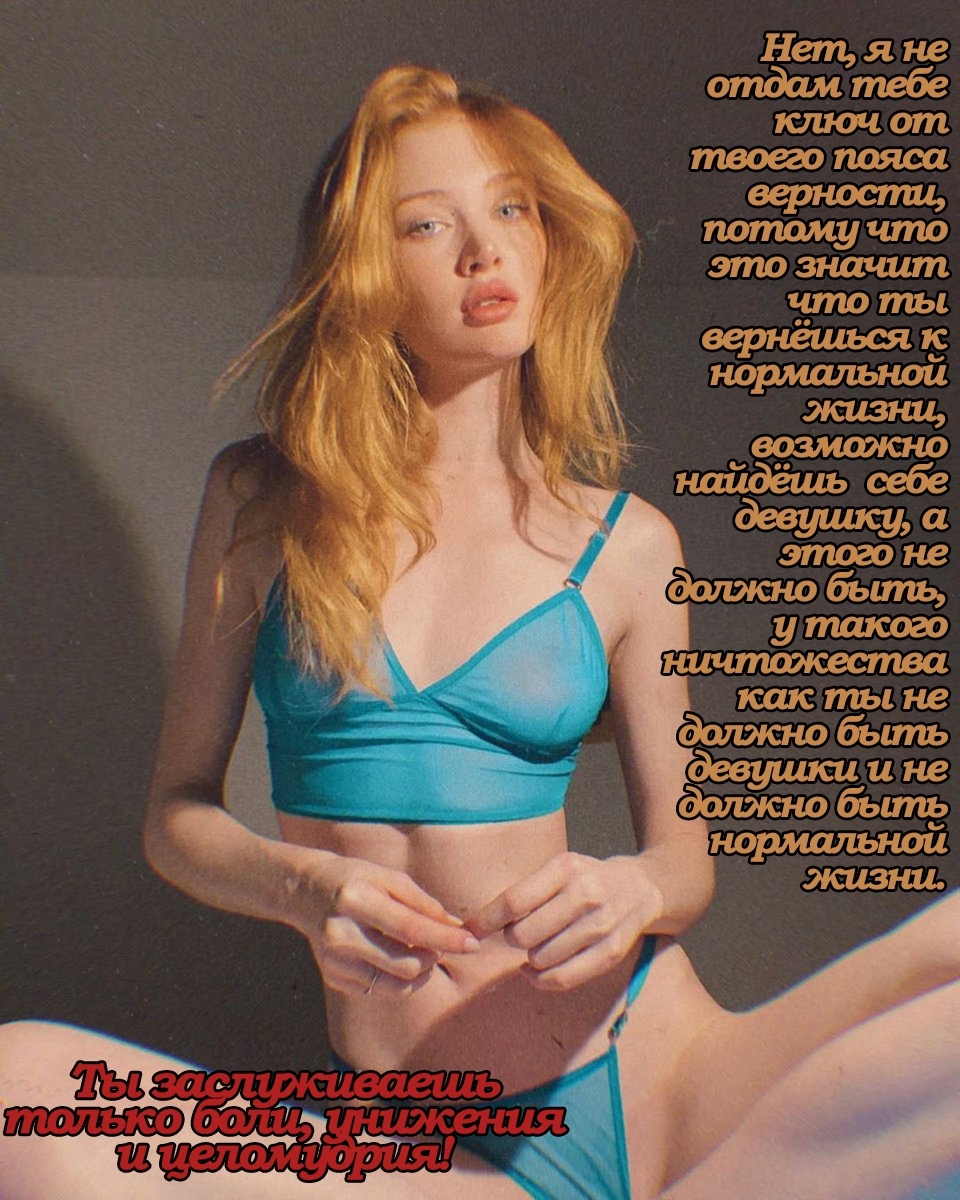 Нет, я не
отдам тебе
ключ от
твоего пояса
верности,
потому что
это значит
что ты
вернёшься к
нормальной
жизни,
возможно
найдёшь себе
девушку, а
этого не
должно быть,
у такого
ничтожества
как ты не
должно быть
девушки и не
должно быть
нормальной
жизни.
Ты заслуживаешь
только боли, унижения
и целомудрия!